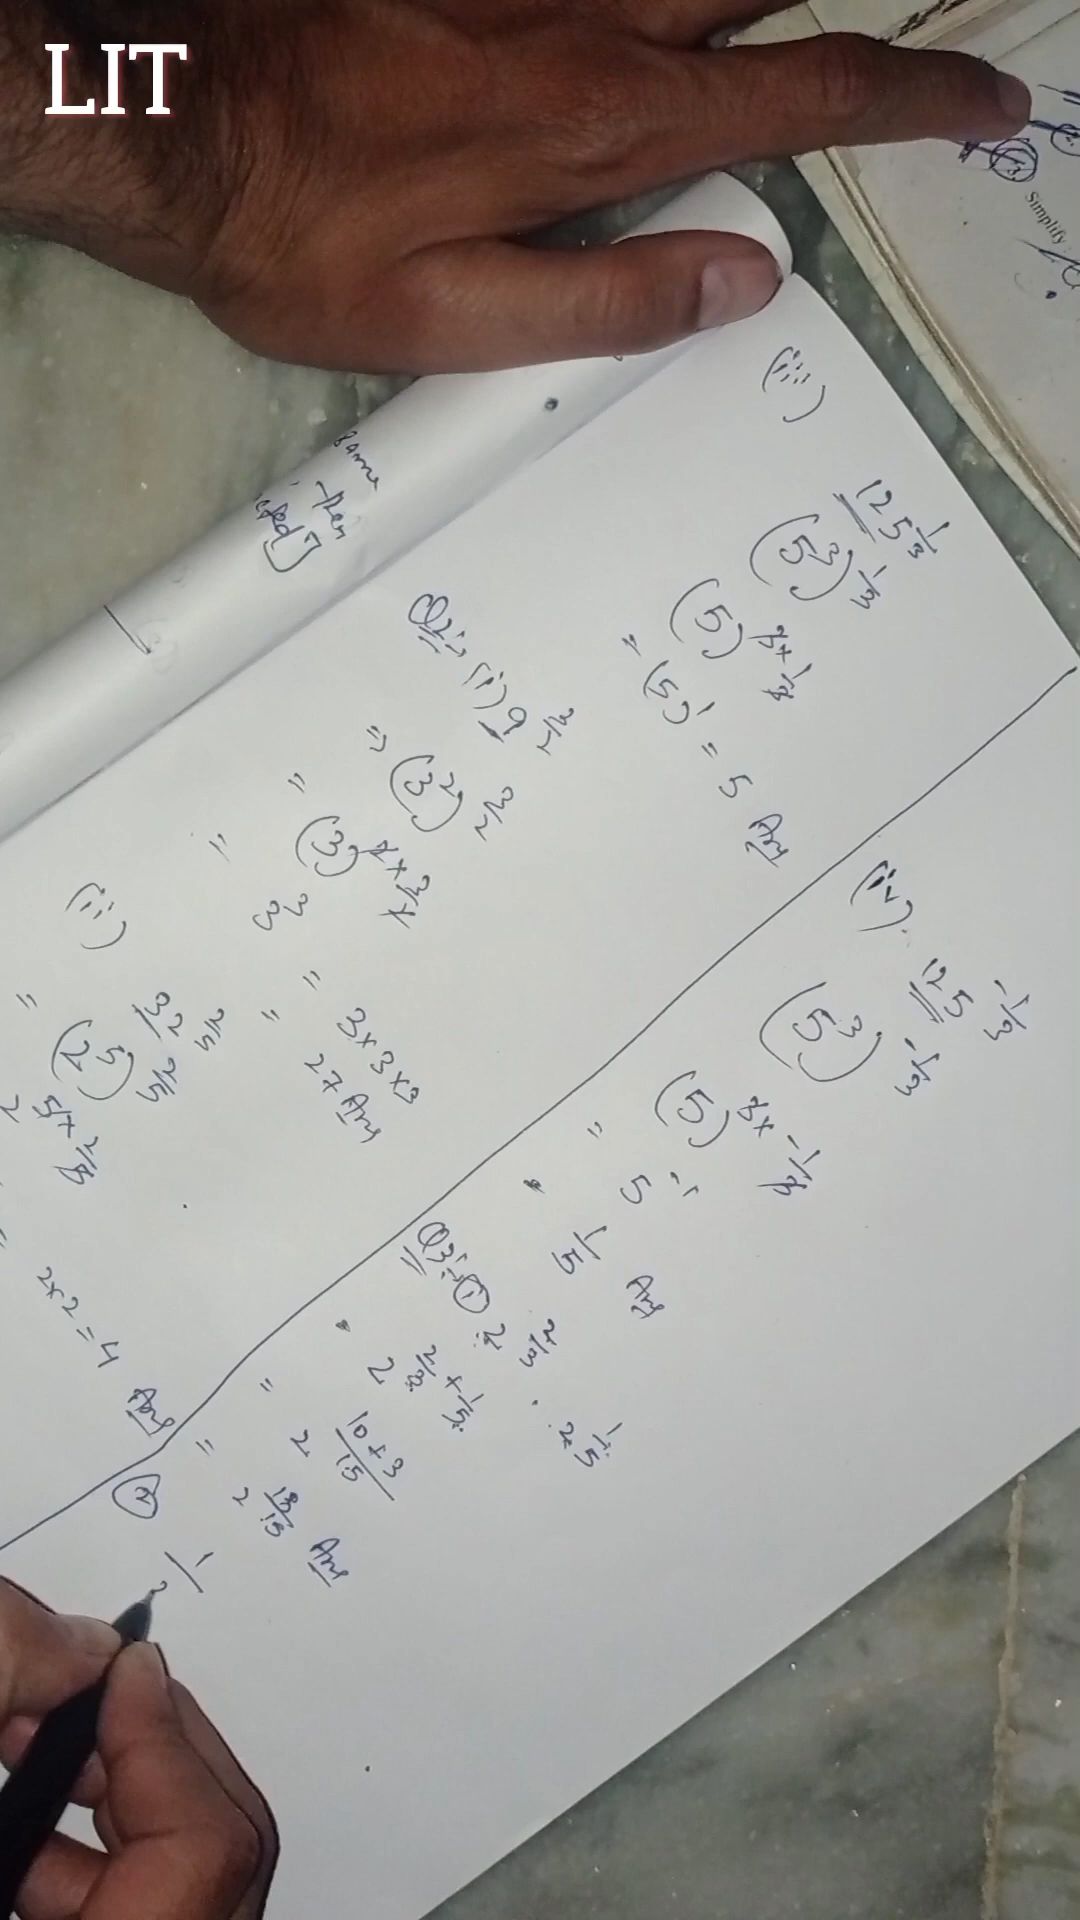 LIT
Simplify
same
then
(iii) 125^(1/3)
(5^3)^(1/3)
(5)^(3×1/3)
= (5)^1 = 5 Ans
Q2:- (i) 9^(3/2)
= (3^2)^(3/2)
= (3)^(2×3/2)
= 3^3
= 3×3×3
= 27 Ans
(ii) 32^(2/5)
= (2^5)^(2/5)
2^(5×2/5)
= 2×2 = 4 Ans
(iv). 125^(-1/3)
(5^3)^(-1/3)
(5)^(3×-1/3)
= 5^-1
1/5 Ans
Q3:- (i) 2^(2/3) . 2^(1/5)
2^(2/3+1/5)
= 2^((10+3)/15)
= 2^(13/15) Ans